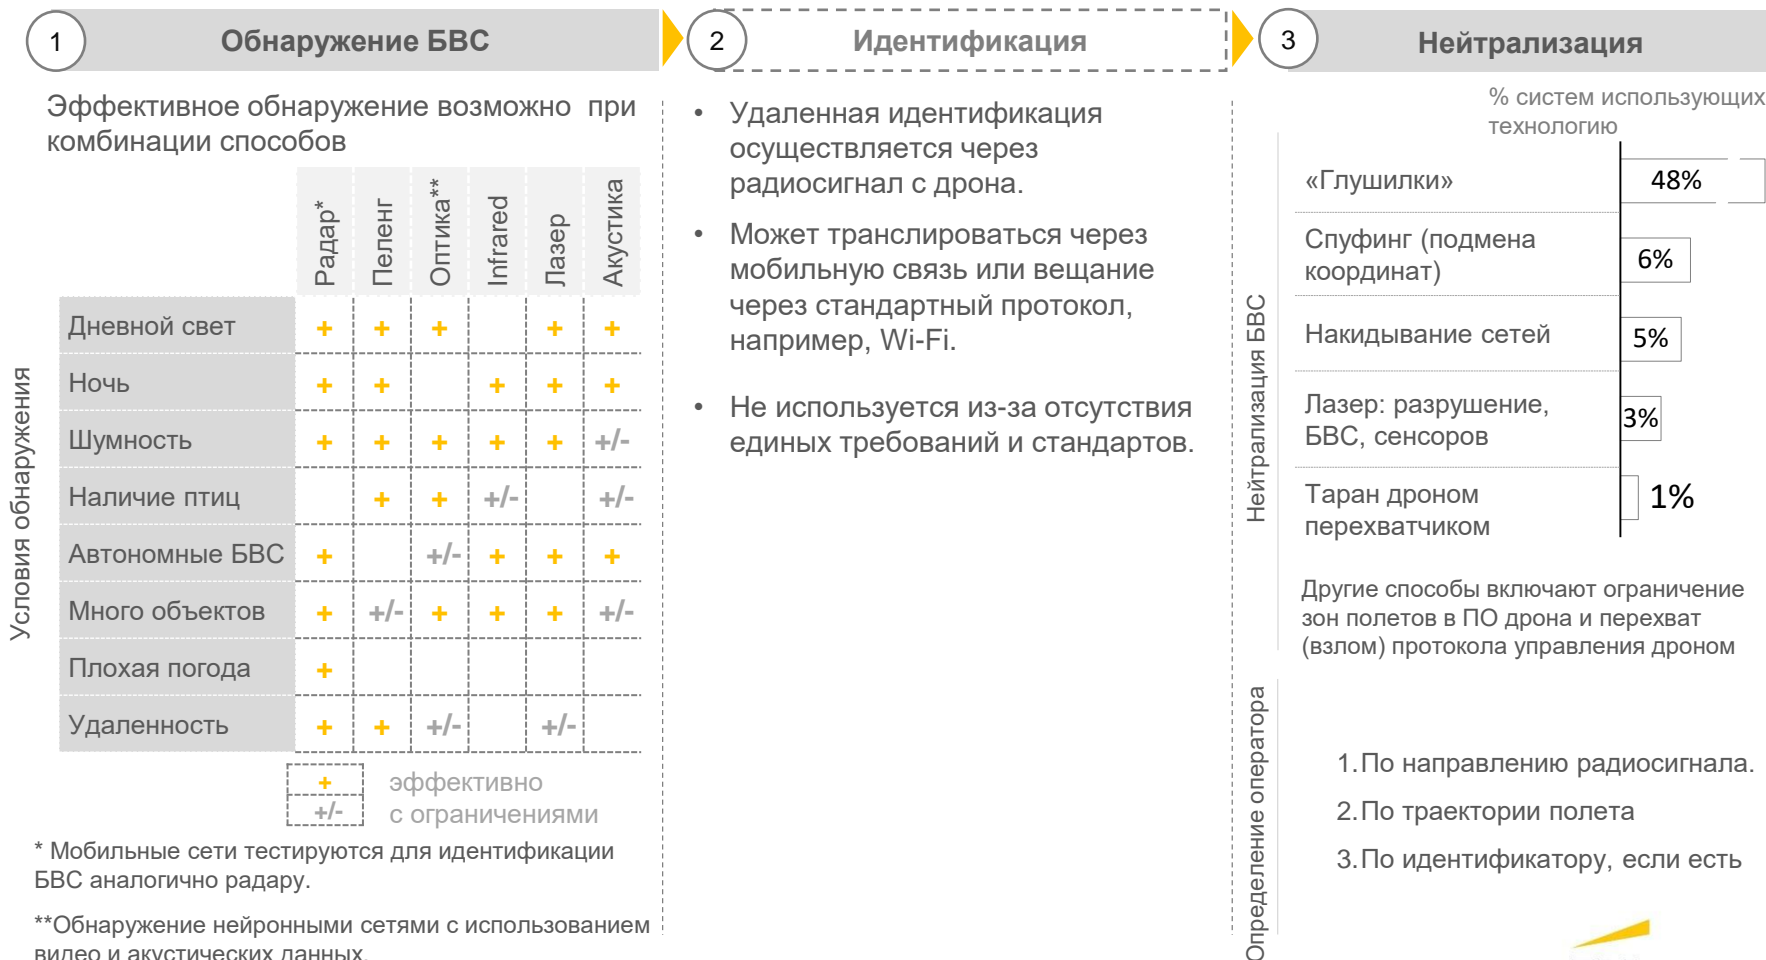 1
Обнаружение БВС
2
Идентификация
3
Нейтрализация
Эффективное обнаружение возможно при
комбинации способов
Радар* Пеленг Оптика** Infrared Лазер Акустика
Условия обнаружения
Дневной свет + + + + +
Ночь + + + + +
Шумность + + + + + +/-
Наличие птиц + + +/- +/-
Автономные БВС + +/- + + +
Много объектов + +/- + + + +/-
Плохая погода +
Удаленность + + +/- +/-
+ эффективно
+/- с ограничениями
* Мобильные сети тестируются для идентификации
БВС аналогично радару.
**Обнаружение нейронными сетями с использованием
видео и акустических данных.
• Удаленная идентификация
осуществляется через
радиосигнал с дрона.
• Может транслироваться через
мобильную связь или вещание
через стандартный протокол,
например, Wi-Fi.
• Не используется из-за отсутствия
единых требований и стандартов.
% систем использующих
технологию
Нейтрализация БВС
«Глушилки» 48%
Спуфинг (подмена
координат) 6%
Накидывание сетей 5%
Лазер: разрушение,
БВС, сенсоров 3%
Таран дроном
перехватчиком 1%
Другие способы включают ограничение
зон полетов в ПО дрона и перехват
(взлом) протокола управления дроном
Определение оператора
1.По направлению радиосигнала.
2.По траектории полета
3.По идентификатору, если есть